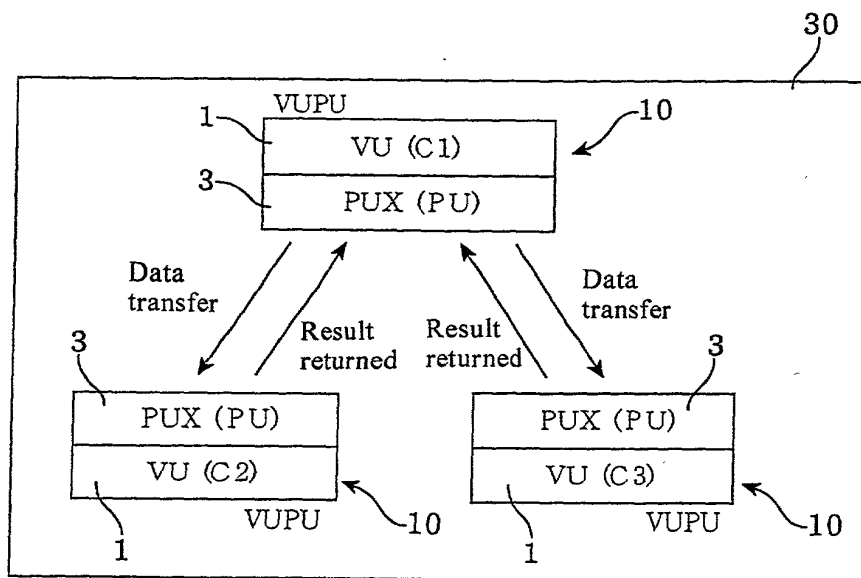 30
VUPU
1
VU (C1)
10
3
PUX (PU)
Data
transfer
Result
returned
Result
returned
Data
transfer
3
PUX (PU)
VU (C2)
1
VUPU
10
3
PUX (PU)
VU (C3)
1
VUPU
10